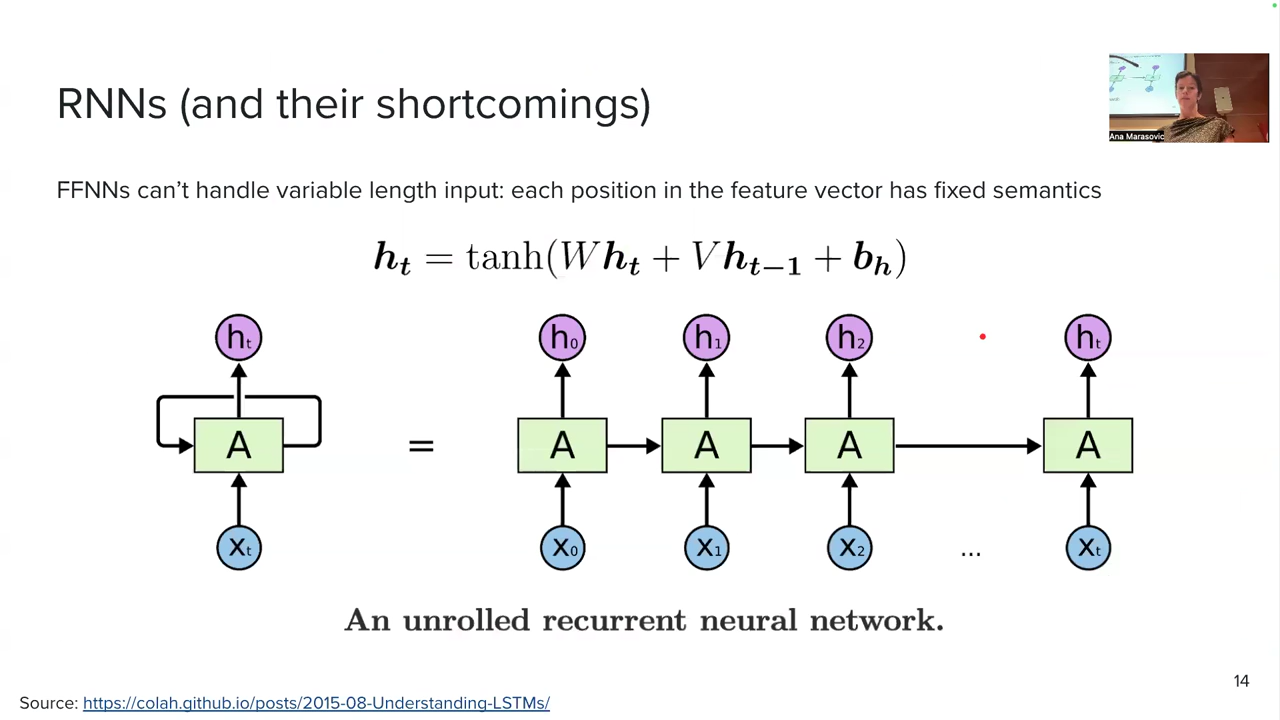 RNNs (and their shortcomings)
Ana Marasovic
FFNNs can't handle variable length input: each position in the feature vector has fixed semantics
h_t = tanh(Wh_t + Vh_{t−1} + b_h)
h_t h_0 h_1 h_2 h_t
A = A A A A
x_t x_0 x_1 x_2 ... x_t
An unrolled recurrent neural network.
14
Source: https://colah.github.io/posts/2015-08-Understanding-LSTMs/